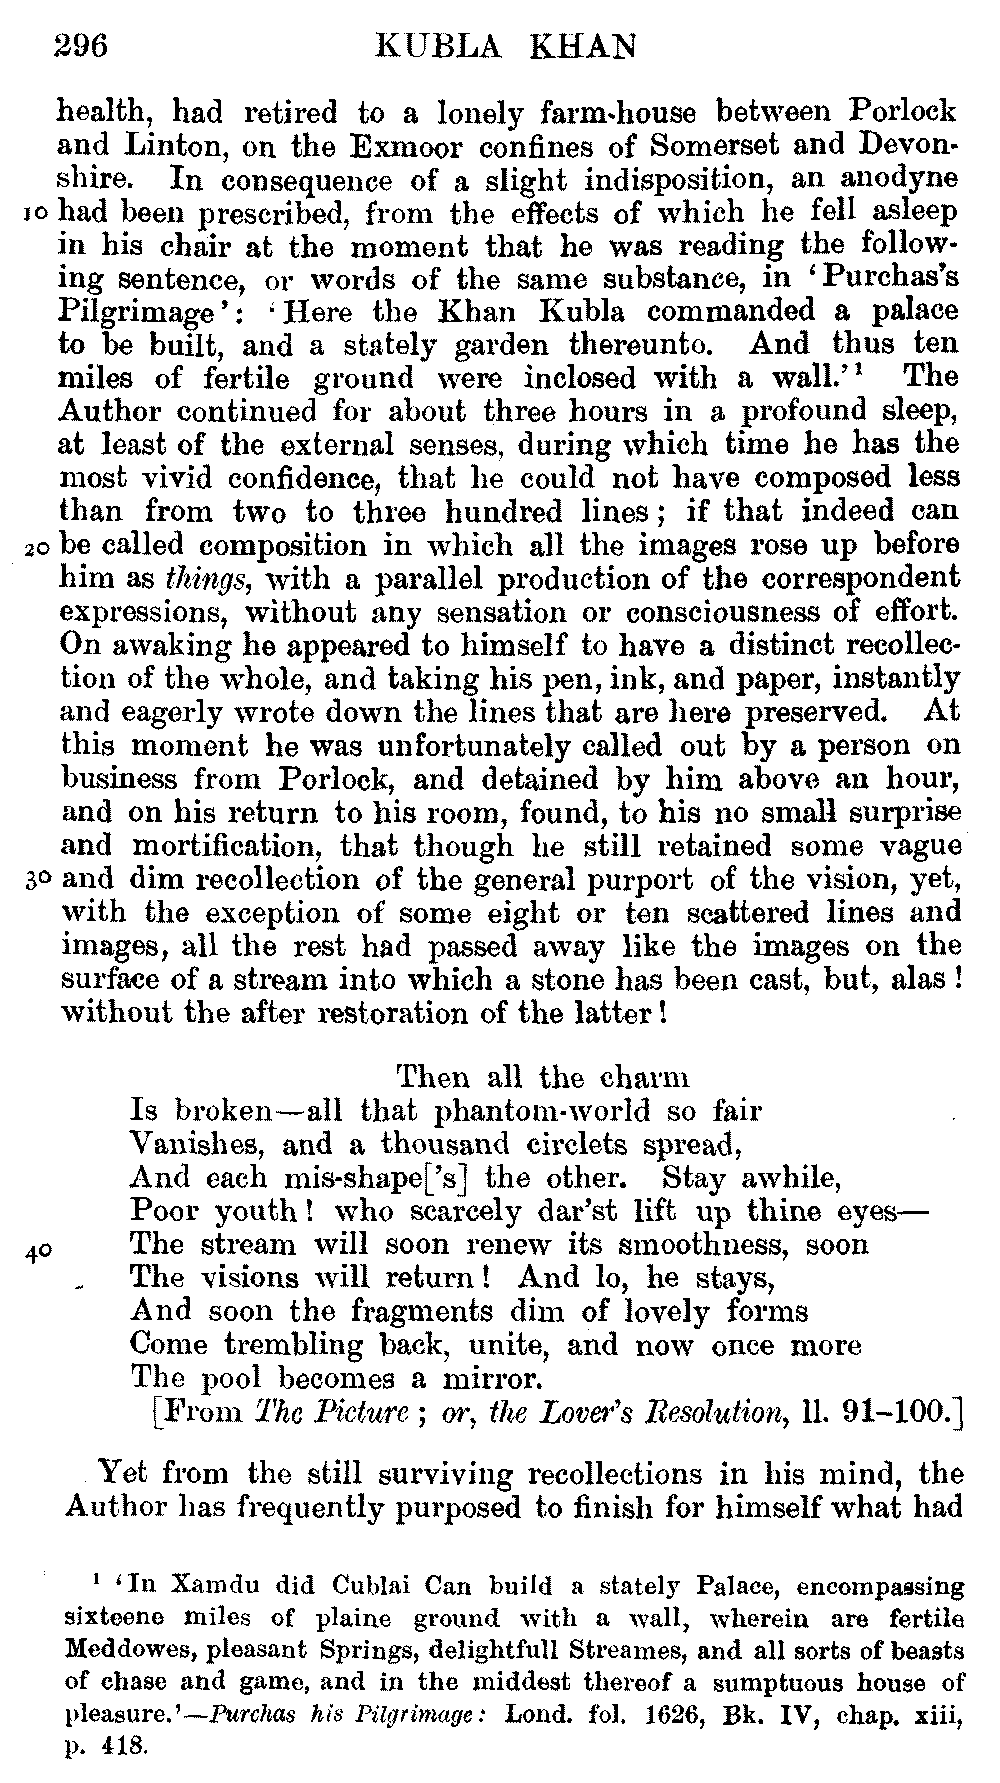 296 KUBLA KHAN
health, had retired to a lonely farm-house between Porlock
and Linton, on the Exmoor confines of Somerset and Devon-
shire. In consequence of a slight indisposition, an anodyne
10 had been prescribed, from the effects of which he fell asleep
in his chair at the moment that he was reading the follow-
ing sentence, or words of the same substance, in ‘Purchas’s
Pilgrimage’: ‘Here the Khan Kubla commanded a palace
to be built, and a stately garden thereunto. And thus ten
miles of fertile ground were inclosed with a wall.’¹ The
Author continued for about three hours in a profound sleep,
at least of the external senses, during which time he has the
most vivid confidence, that he could not have composed less
than from two to three hundred lines; if that indeed can
20 be called composition in which all the images rose up before
him as things, with a parallel production of the correspondent
expressions, without any sensation or consciousness of effort.
On awaking he appeared to himself to have a distinct recollec-
tion of the whole, and taking his pen, ink, and paper, instantly
and eagerly wrote down the lines that are here preserved. At
this moment he was unfortunately called out by a person on
business from Porlock, and detained by him above an hour,
and on his return to his room, found, to his no small surprise
and mortification, that though he still retained some vague
30 and dim recollection of the general purport of the vision, yet,
with the exception of some eight or ten scattered lines and
images, all the rest had passed away like the images on the
surface of a stream into which a stone has been cast, but, alas!
without the after restoration of the latter!
Then all the charm
Is broken—all that phantom-world so fair
Vanishes, and a thousand circlets spread,
And each mis-shape[’s] the other. Stay awhile,
Poor youth! who scarcely dar’st lift up thine eyes—
40 The stream will soon renew its smoothness, soon
The visions will return! And lo, he stays,
And soon the fragments dim of lovely forms
Come trembling back, unite, and now once more
The pool becomes a mirror.
[From The Picture; or, the Lover’s Resolution, ll. 91–100.]
Yet from the still surviving recollections in his mind, the
Author has frequently purposed to finish for himself what had
¹ ‘In Xamdu did Cublai Can build a stately Palace, encompassing
sixteene miles of plaine ground with a wall, wherein are fertile
Meddowes, pleasant Springs, delightfull Streames, and all sorts of beasts
of chase and game, and in the middest thereof a sumptuous house of
pleasure.’—Purchas his Pilgrimage: Lond. fol. 1626, Bk. IV, chap. xiii,
p. 418.